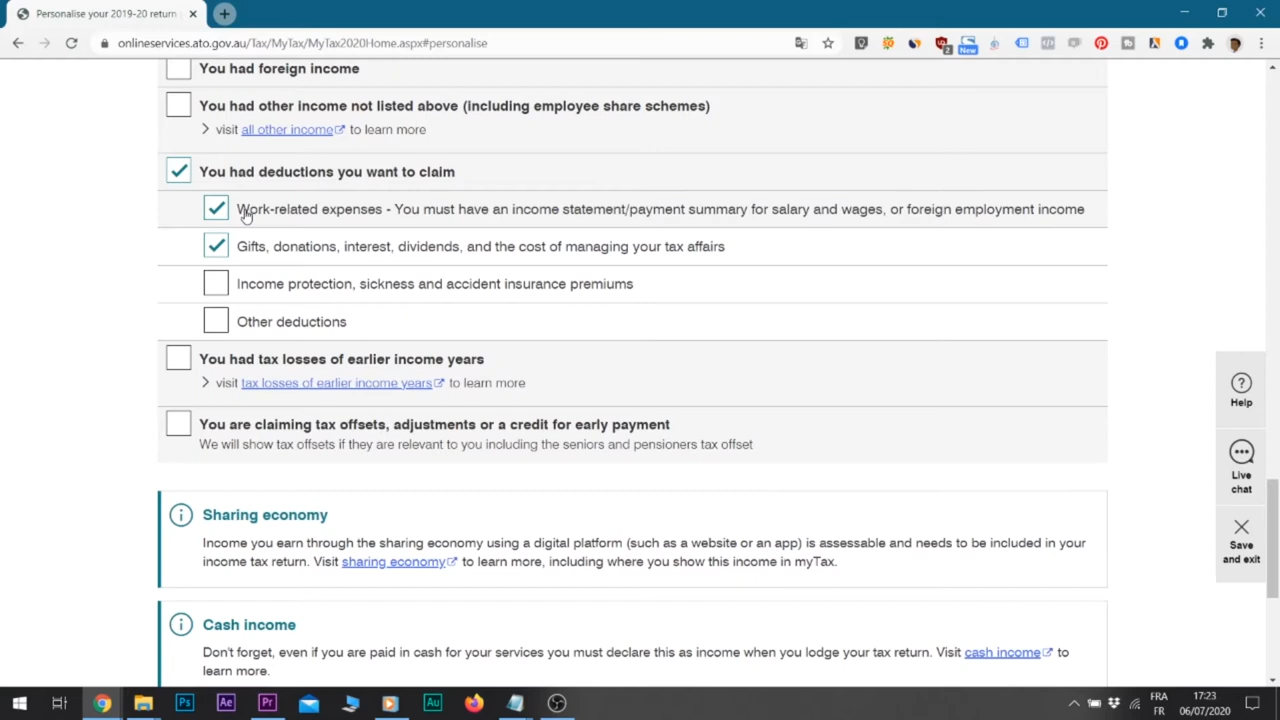 Personalise your 2019-20 return
onlineservices.ato.gov.au/Tax/MyTax/MyTax2020Home.aspx#personalise
2
New
You had foreign income
You had other income not listed above (including employee share schemes)
visit all other income to learn more
You had deductions you want to claim
Work-related expenses - You must have an income statement/payment summary for salary and wages, or foreign employment income
Gifts, donations, interest, dividends, and the cost of managing your tax affairs
Income protection, sickness and accident insurance premiums
Other deductions
You had tax losses of earlier income years
visit tax losses of earlier income years to learn more
You are claiming tax offsets, adjustments or a credit for early payment
We will show tax offsets if they are relevant to you including the seniors and pensioners tax offset
Help
Live
chat
Save
and exit
Sharing economy
Income you earn through the sharing economy using a digital platform (such as a website or an app) is assessable and needs to be included in your
income tax return. Visit sharing economy to learn more, including where you show this income in myTax.
Cash income
Don't forget, even if you are paid in cash for your services you must declare this as income when you lodge your tax return. Visit cash income to
learn more.
Ps
Ae
Pr
Au
FRA
FR
17:23
06/07/2020